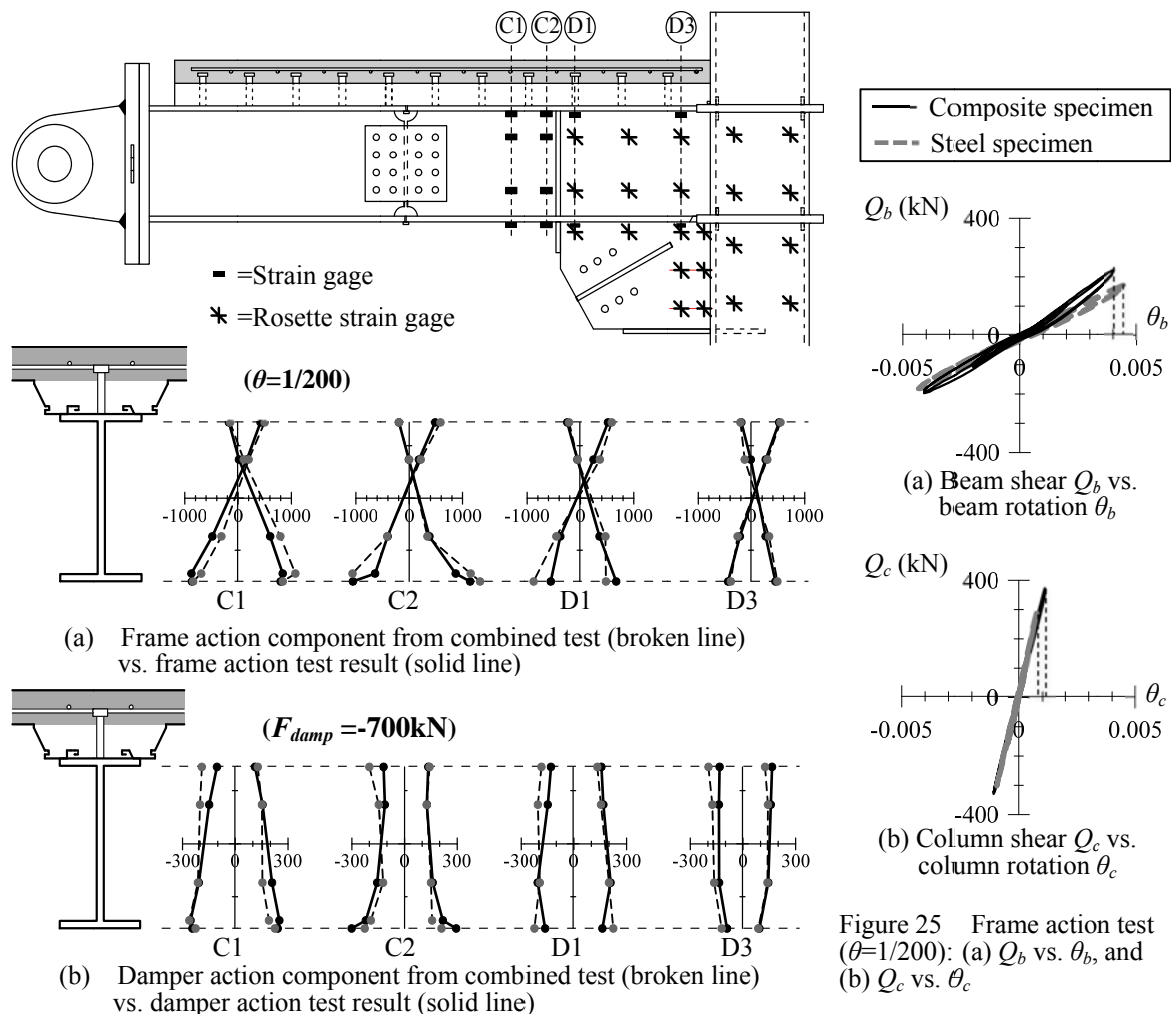 C1 C2 D1 D3
=Strain gage
=Rosette strain gage
(θ=1/200)
-1000 0 1000 -1000 0 1000 -1000 0 1000 -1000 0 1000
C1 C2 D1 D3
(a) Frame action component from combined test (broken line)
vs. frame action test result (solid line)
(F_damp =-700kN)
-300 0 300 -300 0 300 -300 0 300 -300 0 300
C1 C2 D1 D3
(b) Damper action component from combined test (broken line)
vs. damper action test result (solid line)
Composite specimen
Steel specimen
Q_b (kN)
400
θ_b
0
-0.005 0 0.005
-400
(a) Beam shear Q_b vs.
beam rotation θ_b
Q_c (kN)
400
0 θ_c
-0.005 0 0.005
-400
(b) Column shear Q_c vs.
column rotation θ_c
Figure 25 Frame action test
(θ=1/200): (a) Q_b vs. θ_b, and
(b) Q_c vs. θ_c